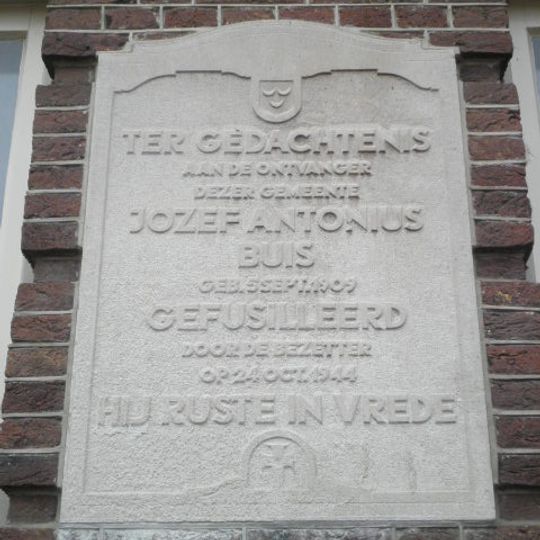 TER GEDACHTENIS
AAN DE ONTVANGER
DEZER GEMEENTE
JOZEF ANTONIUS
BUIS
GEB. 5 SEPT. 1909
GEFUSILLEERD
DOOR DE BEZETTER
OP 24 OCT. 1944
HIJ RUSTE IN VREDE